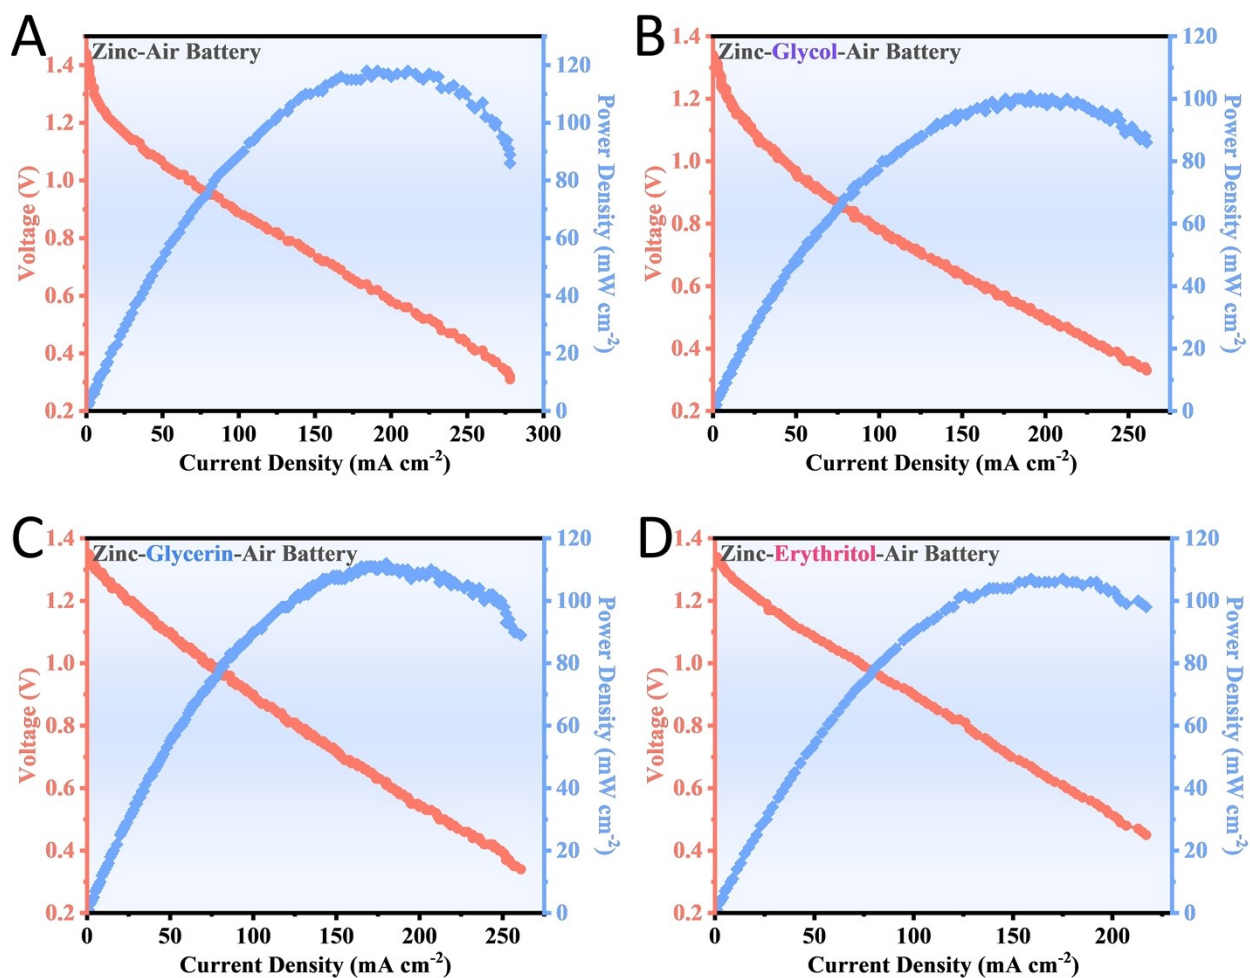 A
Zinc-Air Battery
1.4
1.2
1.0
0.8
0.6
0.4
0.2
Voltage (V)
120
100
80
60
40
20
0
Power Density (mW cm⁻²)
0 50 100 150 200 250 300
Current Density (mA cm⁻²)
B
Zinc-Glycol-Air Battery
1.4
1.2
1.0
0.8
0.6
0.4
0.2
Voltage (V)
120
100
80
60
40
20
0
Power Density (mW cm⁻²)
0 50 100 150 200 250
Current Density (mA cm⁻²)
C
Zinc-Glycerin-Air Battery
1.4
1.2
1.0
0.8
0.6
0.4
0.2
Voltage (V)
120
100
80
60
40
20
0
Power Density (mW cm⁻²)
0 50 100 150 200 250
Current Density (mA cm⁻²)
D
Zinc-Erythritol-Air Battery
1.4
1.2
1.0
0.8
0.6
0.4
0.2
Voltage (V)
120
100
80
60
40
20
0
Power Density (mW cm⁻²)
0 50 100 150 200
Current Density (mA cm⁻²)